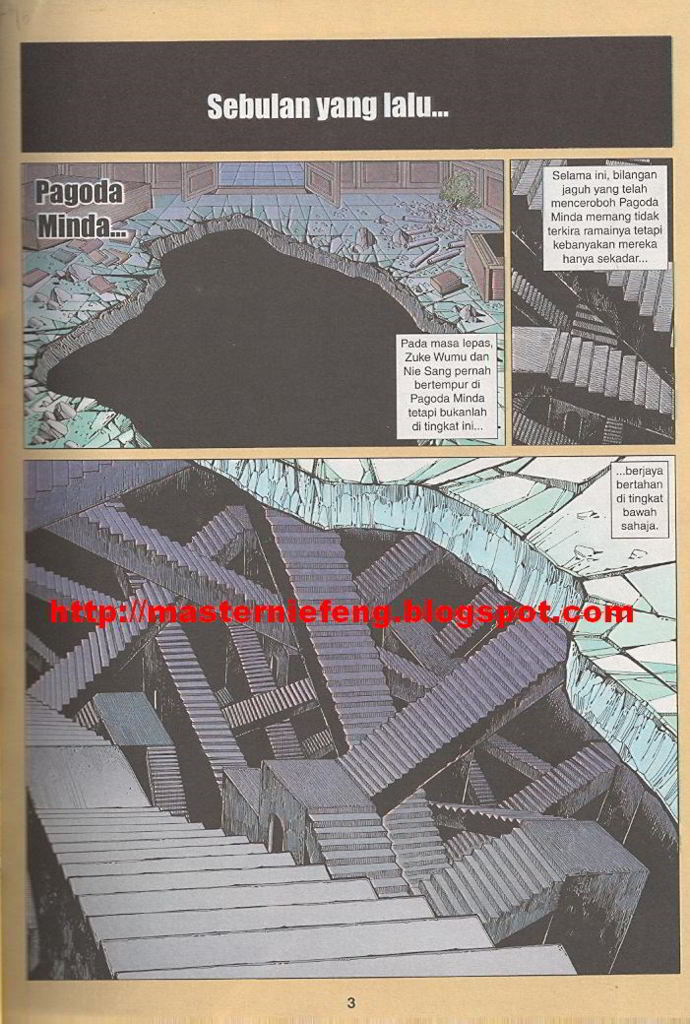 Sebulan yang lalu...
Pagoda
Minda...
Pada masa lepas,
Zuke Wumu dan
Nie Sang pernah
bertempur di
Pagoda Minda
tetapi bukanlah
di tingkat ini...
Selama ini, bilangan
jaguh yang telah
menceroboh Pagoda
Minda memang tidak
terkira ramainya tetapi
kebanyakan mereka
hanya sekadar...
...berjaya
bertahan
di tingkat
bawah
sahaja.
http://masterniefeng.blogspot.com
3